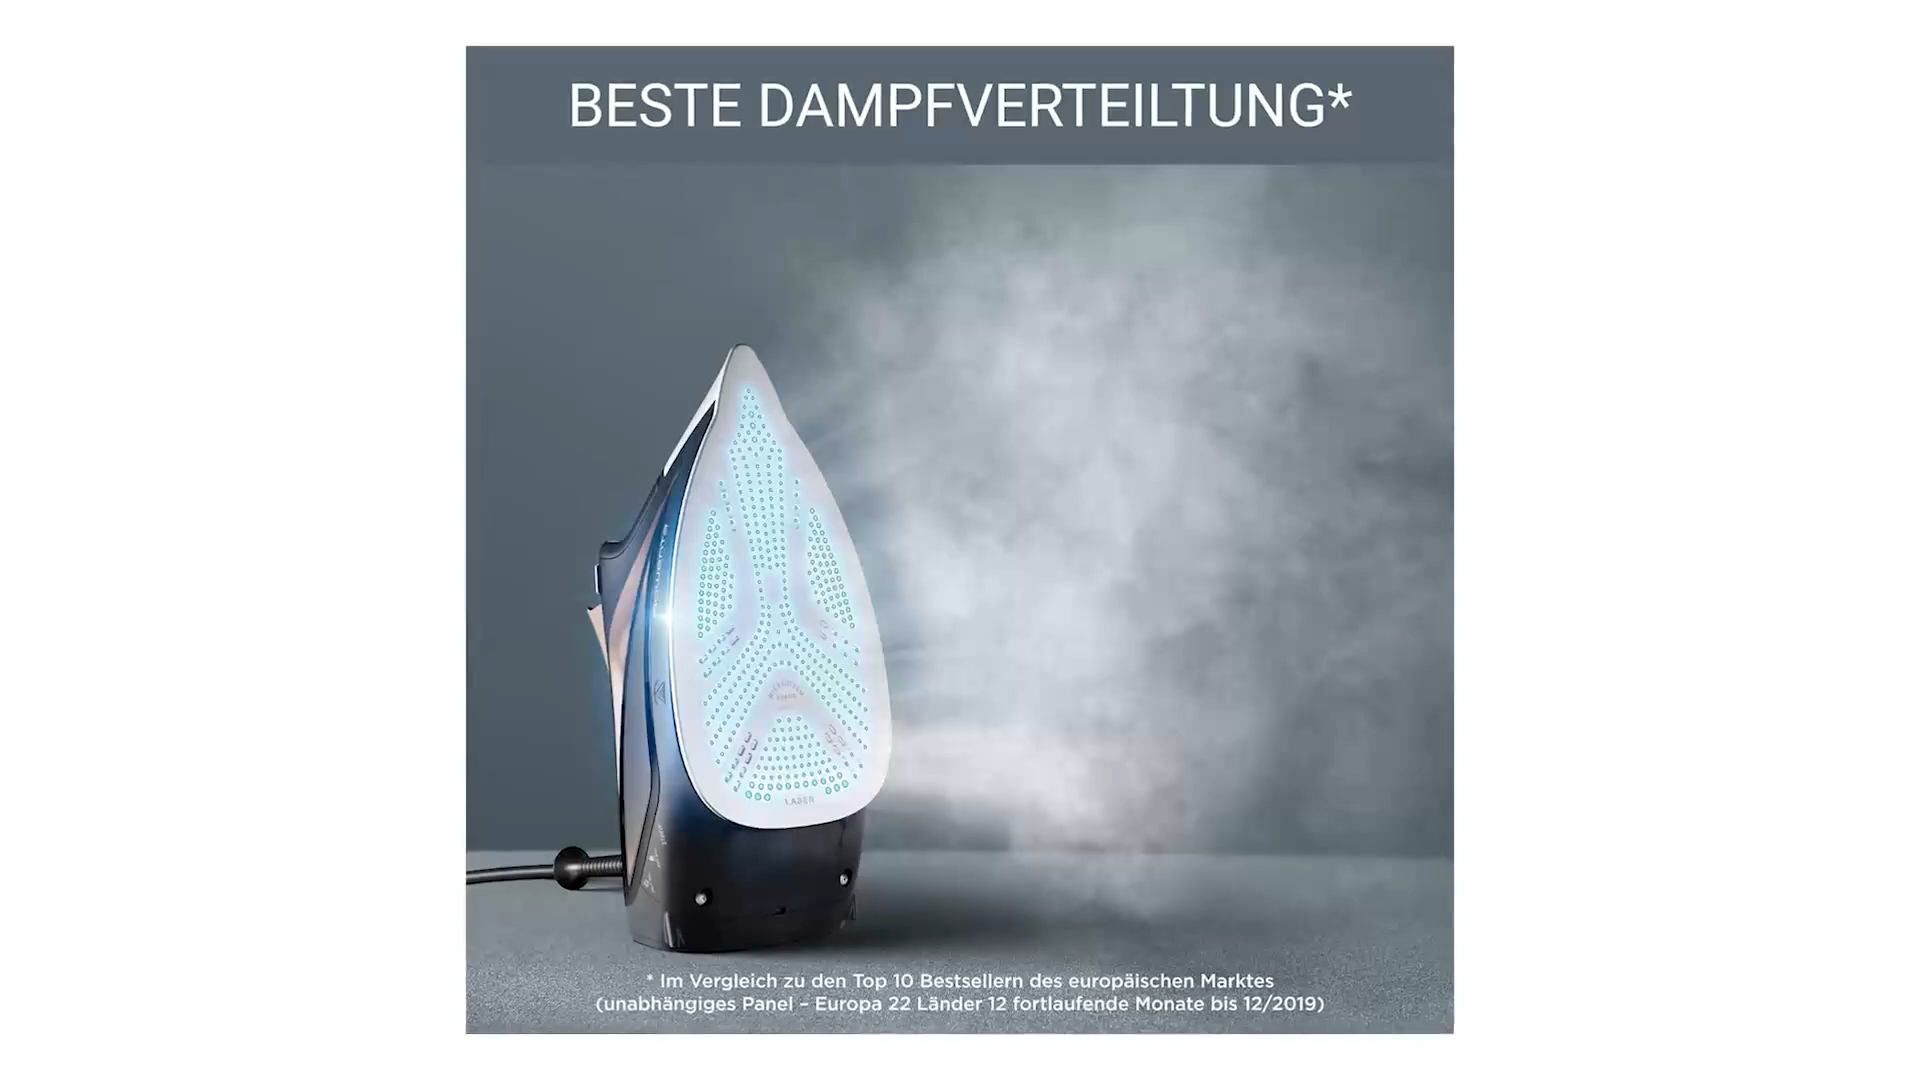 BESTE DAMPFVERTEILTUNG*
LASER
* Im Vergleich zu den Top 10 Bestsellern des europäischen Marktes
(unabhängiges Panel – Europa 22 Länder 12 fortlaufende Monate bis 12/2019)